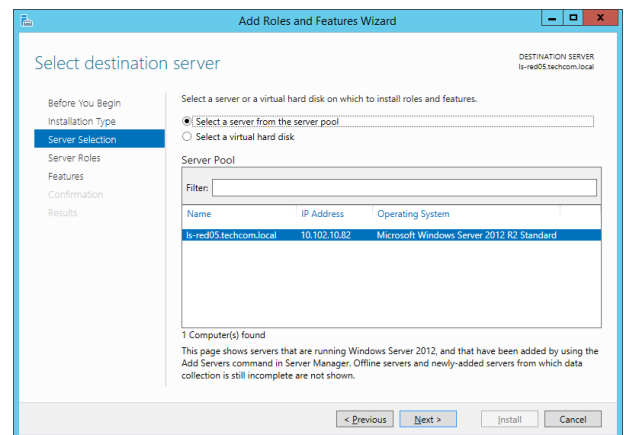 Add Roles and Features Wizard
Select destination server
DESTINATION SERVER
ls-red05.techcom.local
Before You Begin
Installation Type
Server Selection
Server Roles
Features
Confirmation
Results
Select a server or a virtual hard disk on which to install roles and features.
Select a server from the server pool
Select a virtual hard disk
Server Pool
Filter:
Name IP Address Operating System
ls-red05.techcom.local 10.102.10.82 Microsoft Windows Server 2012 R2 Standard
1 Computer(s) found
This page shows servers that are running Windows Server 2012, and that have been added by using the
Add Servers command in Server Manager. Offline servers and newly-added servers from which data
collection is still incomplete are not shown.
< Previous Next > Install Cancel